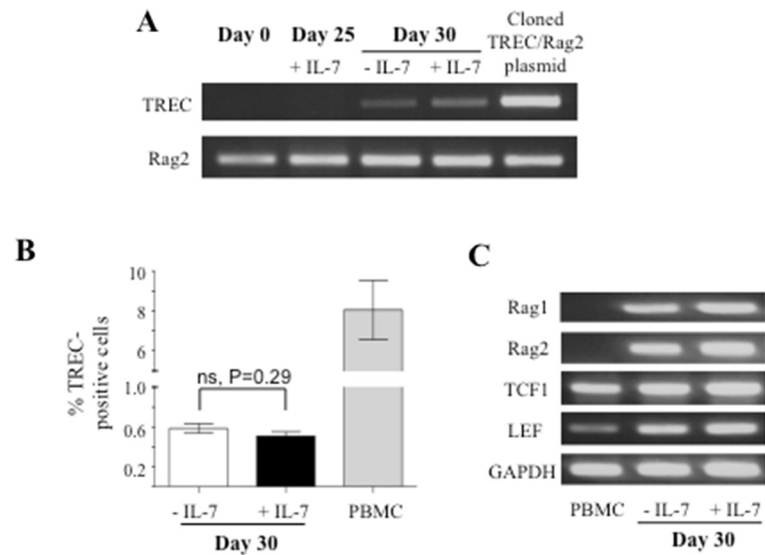 A
Day 0 Day 25 Day 30 Cloned TREC/Rag2 plasmid
+ IL-7 - IL-7 + IL-7
TREC
Rag2
B
% TREC-
positive cells
10
8
6
1.0
0.6
0.2
ns, P=0.29
- IL-7 + IL-7 PBMC
Day 30
C
Rag1
Rag2
TCF1
LEF
GAPDH
PBMC - IL-7 + IL-7
Day 30